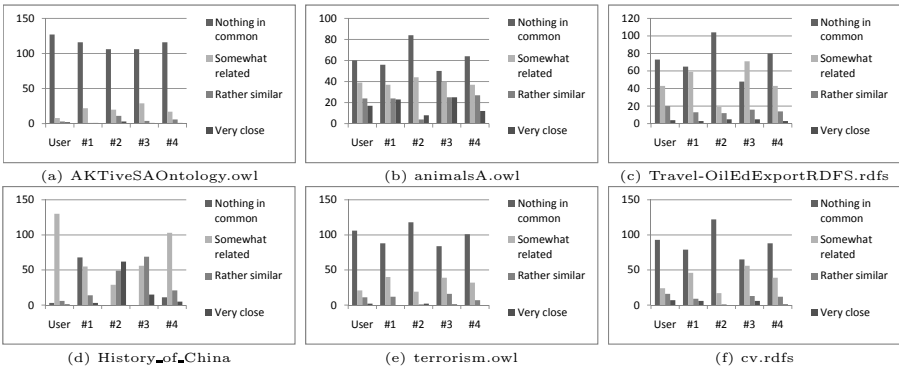 150
100
50
0
User #1 #2 #3 #4
Nothing in
common
Somewhat
related
Rather similar
Very close
(a) AKTiveSAOntology.owl
100
80
60
40
20
0
User #1 #2 #3 #4
Nothing in
common
Somewhat
related
Rather similar
Very close
(b) animalsA.owl
120
100
80
60
40
20
0
User #1 #2 #3 #4
Nothing in
common
Somewhat
related
Rather similar
Very close
(c) Travel-OilEdExportRDFS.rdfs
150
100
50
0
User #1 #2 #3 #4
Nothing in
common
Somewhat
related
Rather similar
Very close
(d) History_of_China
150
100
50
0
User #1 #2 #3 #4
Nothing in
common
Somewhat
related
Rather similar
Very close
(e) terrorism.owl
150
100
50
0
User #1 #2 #3 #4
Nothing in
common
Somewhat
related
Rather similar
Very close
(f) cv.rdfs